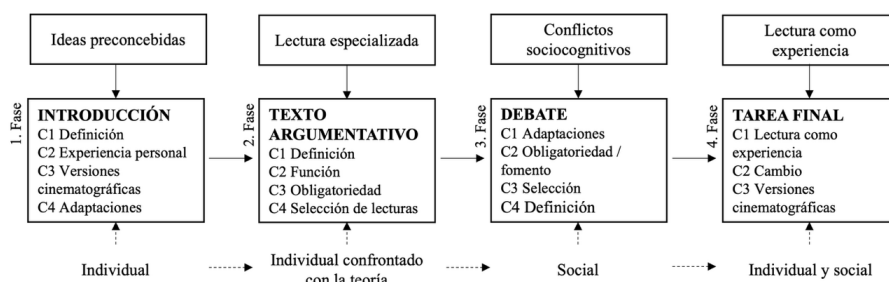 Ideas preconcebidas
Lectura especializada
Conflictos
sociocognitivos
Lectura como
experiencia
1. Fase
INTRODUCCIÓN
C1 Definición
C2 Experiencia personal
C3 Versiones
cinematográficas
C4 Adaptaciones
2. Fase
TEXTO
ARGUMENTATIVO
C1 Definición
C2 Función
C3 Obligatoriedad
C4 Selección de lecturas
3. Fase
DEBATE
C1 Adaptaciones
C2 Obligatoriedad /
fomento
C3 Selección
C4 Definición
4. Fase
TAREA FINAL
C1 Lectura como
experiencia
C2 Cambio
C3 Versiones
cinematográficas
Individual
Individual confrontado
con la teoría
Social
Individual y social